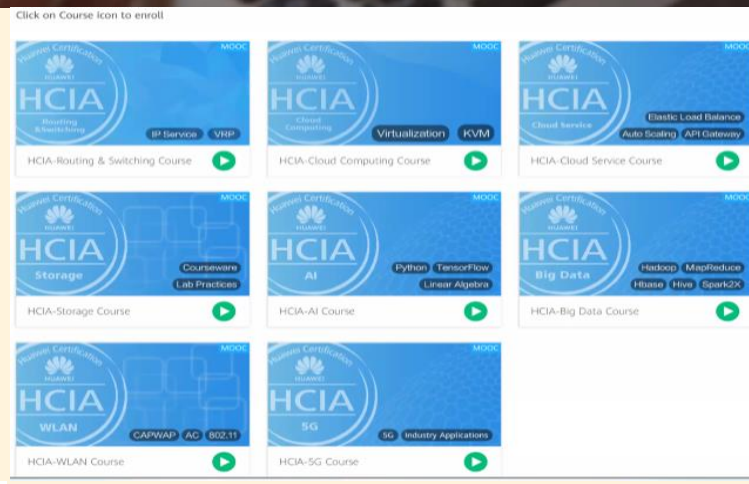 Click on Course icon to enroll
MOOC
Huawei Certification
HUAWEI
HCIA
Routing
&Switching
IP Service VRP
HCIA-Routing & Switching Course
MOOC
Huawei Certification
HUAWEI
HCIA
Cloud
Computing
Virtualization KVM
HCIA-Cloud Computing Course
MOOC
Huawei Certification
HUAWEI
HCIA
Cloud Service
Elastic Load Balance
Auto Scaling API Gateway
HCIA-Cloud Service Course
MOOC
Huawei Certification
HUAWEI
HCIA
Storage
Courseware
Lab Practices
HCIA-Storage Course
MOOC
Huawei Certification
HUAWEI
HCIA
AI
Python TensorFlow
Linear Algebra
HCIA-AI Course
MOOC
Huawei Certification
HUAWEI
HCIA
Big Data
Hadoop MapReduce
Hbase Hive Spark2X
HCIA-Big Data Course
MOOC
Huawei Certification
HUAWEI
HCIA
WLAN
CAPWAP AC 802.11
HCIA-WLAN Course
MOOC
Huawei Certification
HUAWEI
HCIA
5G
5G Industry Applications
HCIA-5G Course